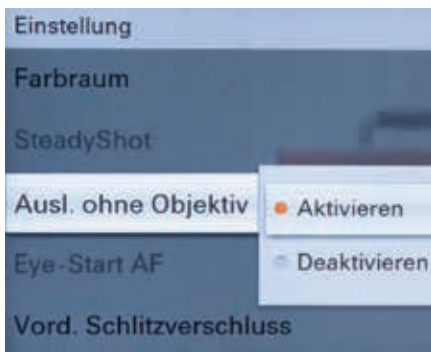 Einstellung
Farbraum
SteadyShot
Ausl. ohne Objektiv
Aktivieren
Eye-Start AF
Deaktivieren
Vord. Schlitzverschluss